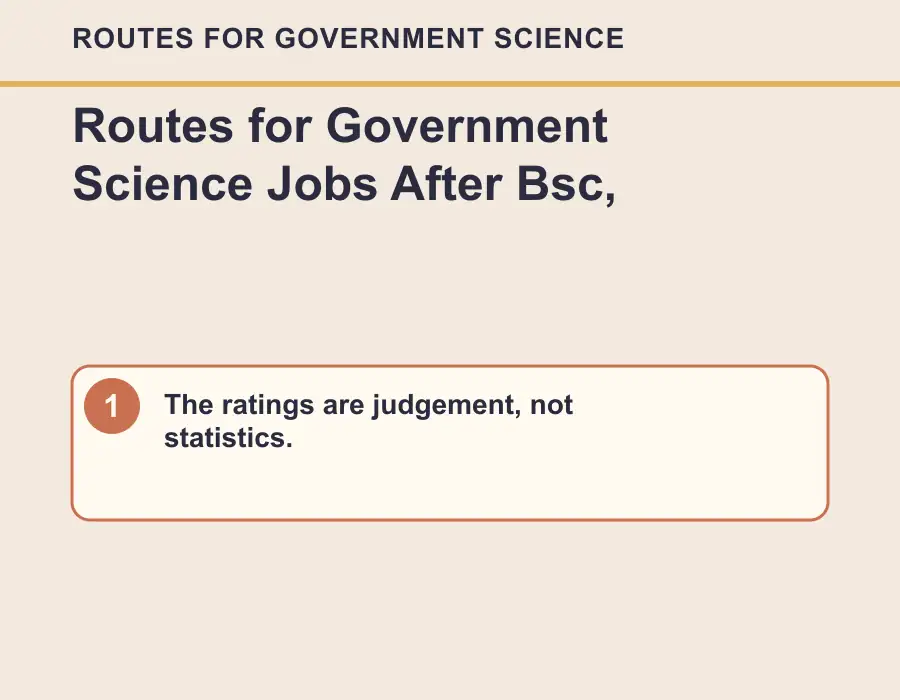 ROUTES FOR GOVERNMENT SCIENCE
Routes for Government
Science Jobs After Bsc,
1
The ratings are judgement, not
statistics.